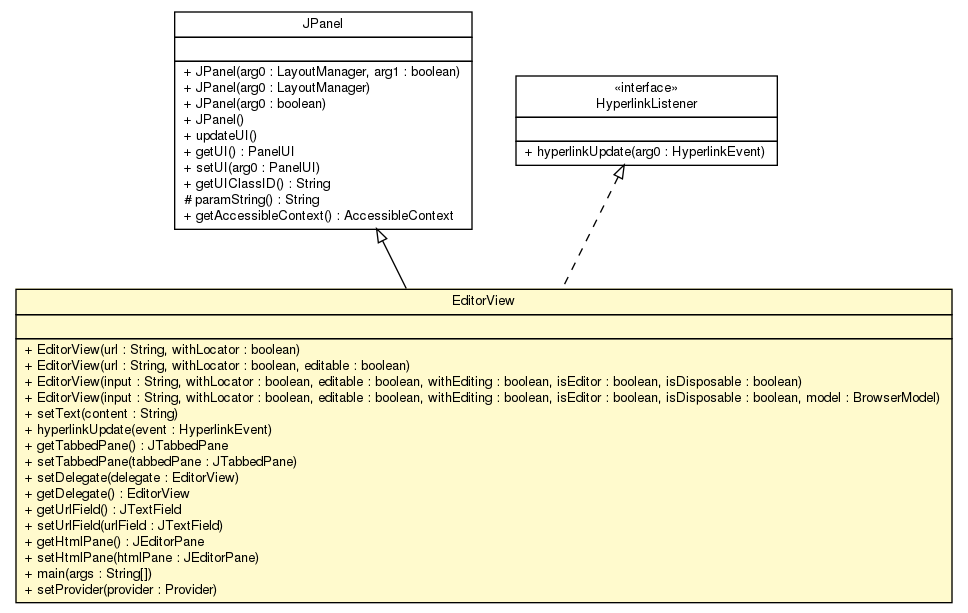 JPanel
+ JPanel(arg0 : LayoutManager, arg1 : boolean)
+ JPanel(arg0 : LayoutManager)
+ JPanel(arg0 : boolean)
+ JPanel()
+ updateUI()
+ getUI() : PanelUI
+ setUI(arg0 : PanelUI)
+ getUIClassID() : String
# paramString() : String
+ getAccessibleContext() : AccessibleContext
«interface»
HyperlinkListener
+ hyperlinkUpdate(arg0 : HyperlinkEvent)
EditorView
+ EditorView(url : String, withLocator : boolean)
+ EditorView(url : String, withLocator : boolean, editable : boolean)
+ EditorView(input : String, withLocator : boolean, editable : boolean, withEditing : boolean, isEditor : boolean, isDisposable : boolean)
+ EditorView(input : String, withLocator : boolean, editable : boolean, withEditing : boolean, isEditor : boolean, isDisposable : boolean, model : BrowserModel)
+ setText(content : String)
+ hyperlinkUpdate(event : HyperlinkEvent)
+ getTabbedPane() : JTabbedPane
+ setTabbedPane(tabbedPane : JTabbedPane)
+ setDelegate(delegate : EditorView)
+ getDelegate() : EditorView
+ getUrlField() : JTextField
+ setUrlField(urlField : JTextField)
+ getHtmlPane() : JEditorPane
+ setHtmlPane(htmlPane : JEditorPane)
+ main(args : String[])
+ setProvider(provider : Provider)